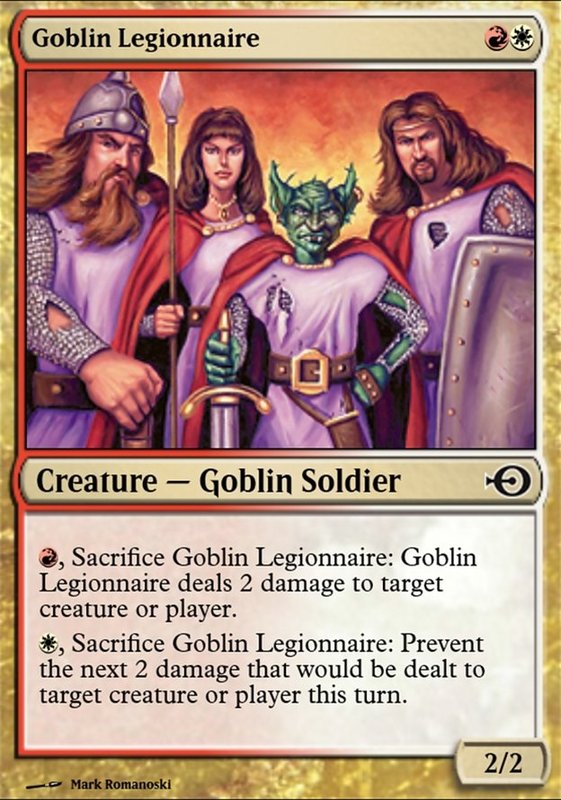 Goblin Legionnaire
Creature — Goblin Soldier
, Sacrifice Goblin Legionnaire: Goblin
Legionnaire deals 2 damage to target
creature or player.
, Sacrifice Goblin Legionnaire: Prevent
the next 2 damage that would be dealt to
target creature or player this turn.
2/2
Mark Romanoski